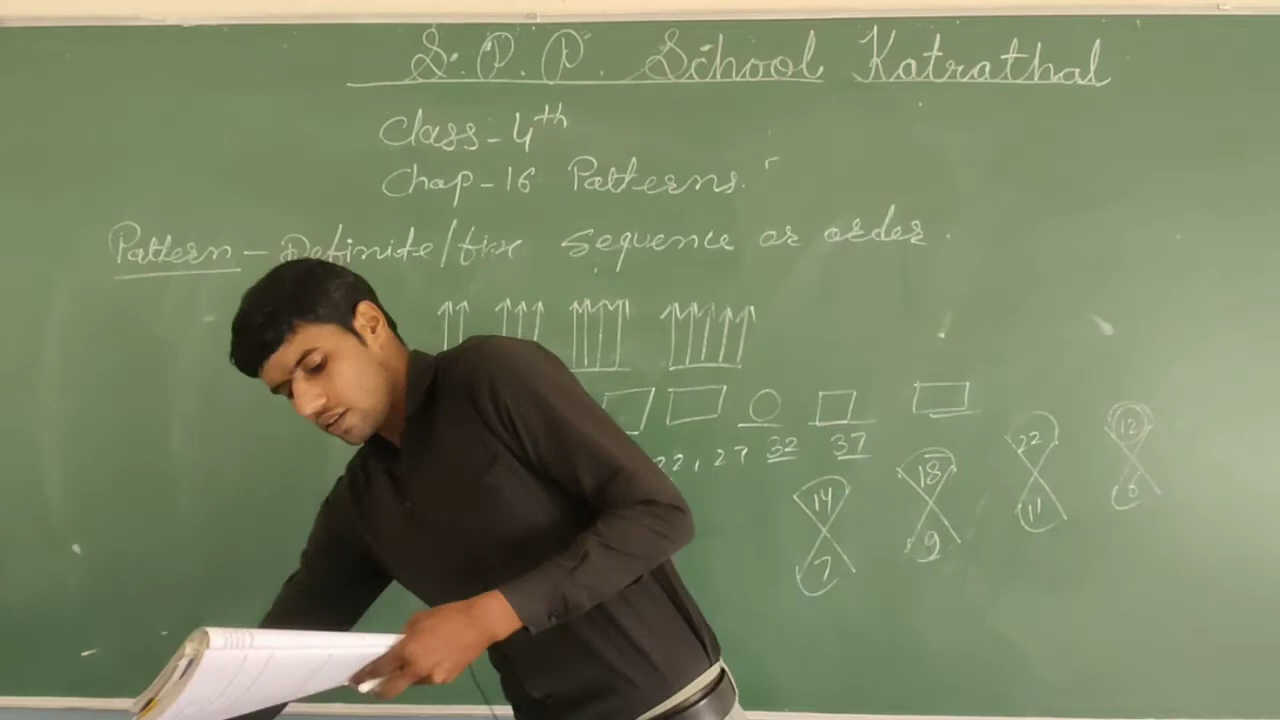 S. P. P. School Katrathal
Class - 4th
Chap - 16 Patterns.
Pattern - Definite/fix sequence or order.
22, 27 32 37
14 18 22 12
7 9 11 6